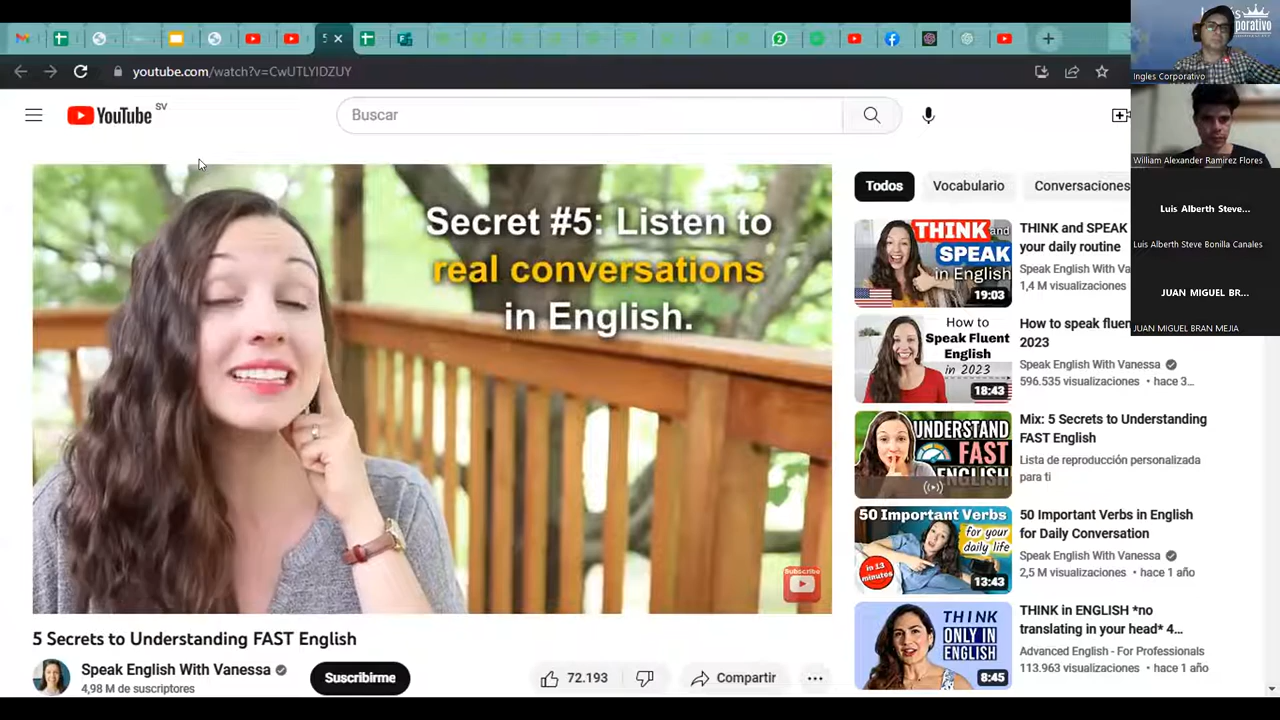 youtube.com/watch?v=CwUTLYIDZUY
YouTube SV
Buscar
Secret #5: Listen to
real conversations
in English.
Subscribe
5 Secrets to Understanding FAST English
Speak English With Vanessa
4,98 M de suscriptores
Suscribirme
72.193
Compartir
Todos
Vocabulario
Conversaciones
THINK and
SPEAK
in English
19:03
THINK and SPEAK
your daily routine
Speak English With Va
1,4 M visualizaciones
How to
Speak Fluent
English
in 2023
18:43
How to speak fluen
2023
Speak English With Vanessa
596.535 visualizaciones • hace 3...
UNDERSTAND
FAST
ENGLISH
Mix: 5 Secrets to Understanding
FAST English
Lista de reproducción personalizada
para ti
50 Important Verbs
for your
daily life
in 13
minutes
13:43
50 Important Verbs in English
for Daily Conversation
Speak English With Vanessa
2,5 M visualizaciones • hace 1 año
THINK
ONLY IN
ENGLISH
8:45
THINK in ENGLISH *no
translating in your head* 4...
Advanced English - For Professionals
113.963 visualizaciones • hace 1 año
Ingles Corporativo
William Alexander Ramirez Flores
Luis Alberth Steve...
Luis Alberth Steve Bonilla Canales
JUAN MIGUEL BR...
JUAN MIGUEL BRAN MEJIA